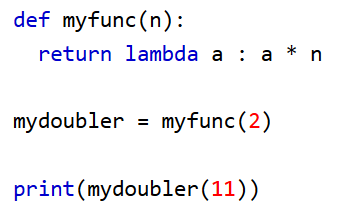 def myfunc(n):
  return lambda a : a * n
mydoubler = myfunc(2)
print(mydoubler(11))